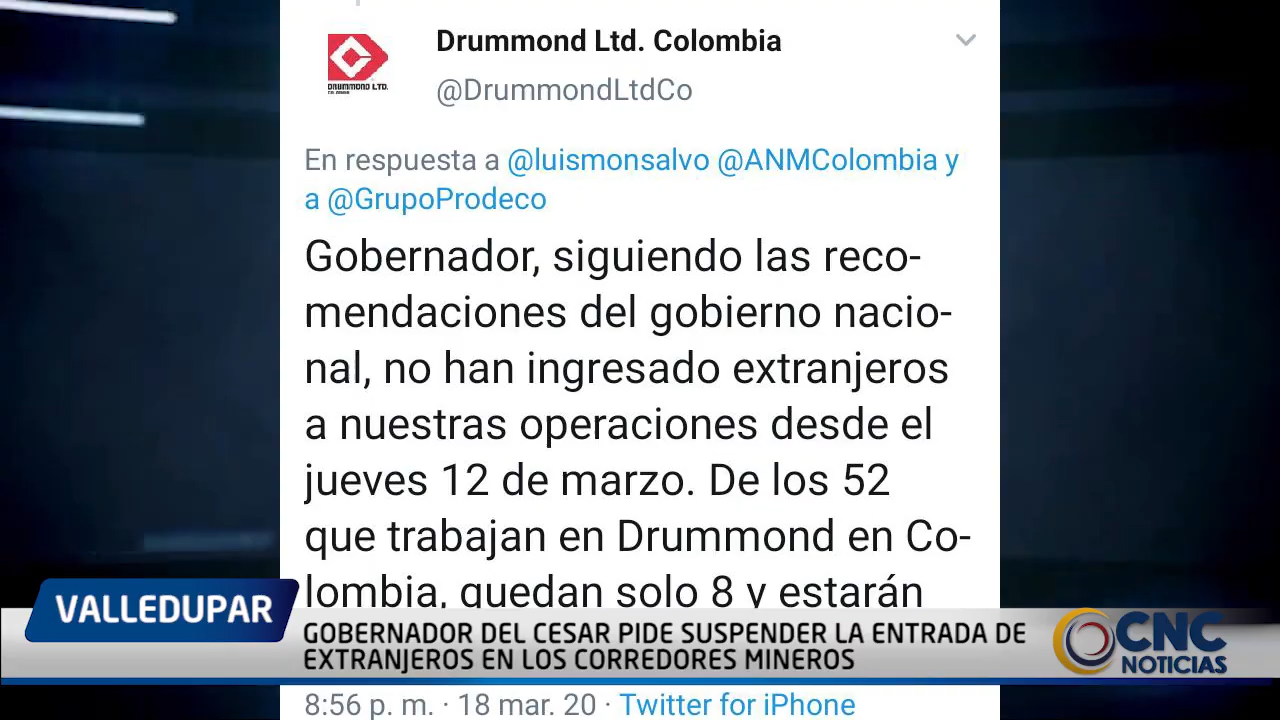 Drummond Ltd. Colombia
DRUMMOND LTD.
@DrummondLtdCo
En respuesta a @luismonsalvo @ANMColombia y
a @GrupoProdeco
Gobernador, siguiendo las reco-
mendaciones del gobierno nacio-
nal, no han ingresado extranjeros
a nuestras operaciones desde el
jueves 12 de marzo. De los 52
que trabajan en Drummond en Co-
lombia, quedan solo 8 y estarán
VALLEDUPAR
GOBERNADOR DEL CESAR PIDE SUSPENDER LA ENTRADA DE
EXTRANJEROS EN LOS CORREDORES MINEROS
CNC
NOTICIAS
8:56 p. m. · 18 mar. 20 · Twitter for iPhone